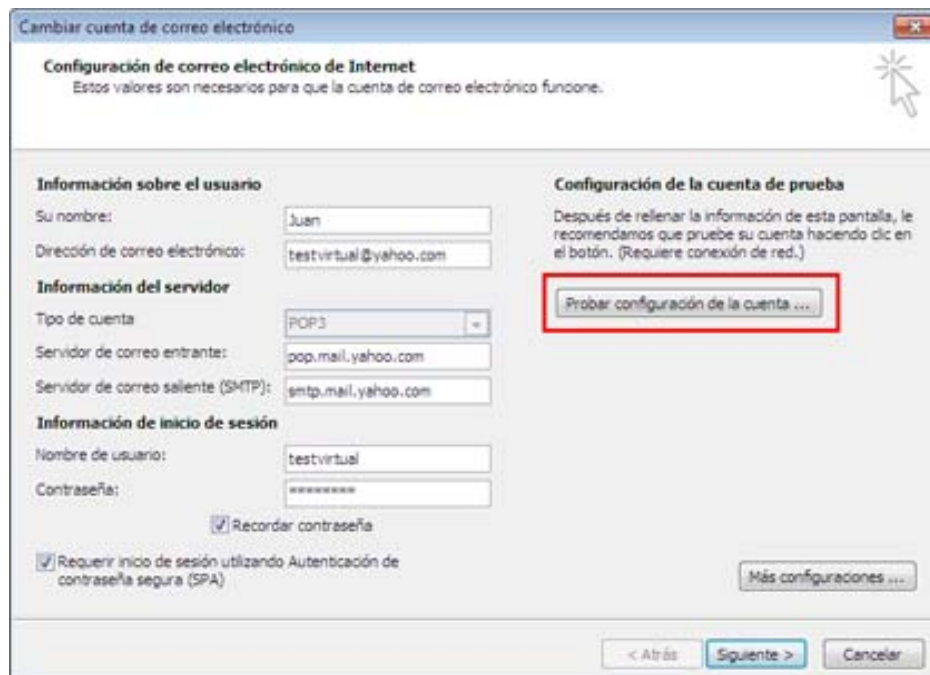 Cambiar cuenta de correo electrónico
Configuración de correo electrónico de Internet
Estos valores son necesarios para que la cuenta de correo electrónico funcione.
Información sobre el usuario
Su nombre:
Juan
Dirección de correo electrónico:
testvirtual@yahoo.com
Información del servidor
Tipo de cuenta
POP3
Servidor de correo entrante:
pop.mail.yahoo.com
Servidor de correo saliente (SMTP):
smtp.mail.yahoo.com
Información de inicio de sesión
Nombre de usuario:
testvirtual
Contraseña:
********
Recordar contraseña
Requerir inicio de sesión utilizando Autenticación de
contraseña segura (SPA)
Configuración de la cuenta de prueba
Después de rellenar la información de esta pantalla, le
recomendamos que pruebe su cuenta haciendo clic en
el botón. (Requiere conexión de red.)
Probar configuración de la cuenta ...
Más configuraciones ...
< Atrás
Siguiente >
Cancelar